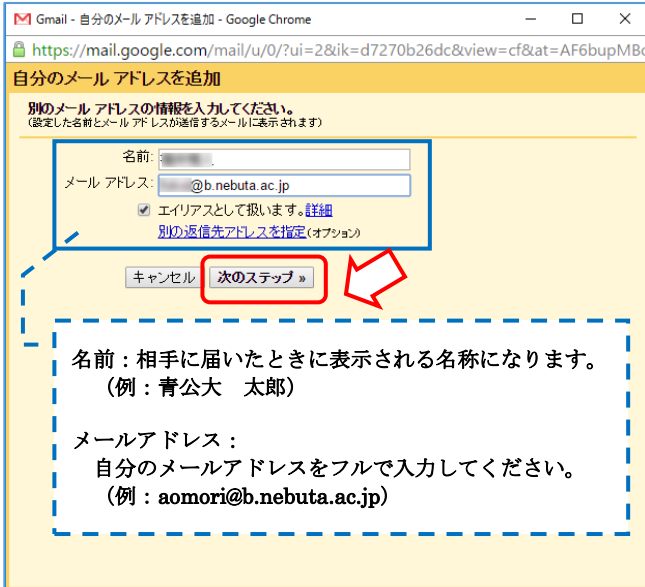 Gmail - 自分のメール アドレスを追加 - Google Chrome
https://mail.google.com/mail/u/0/?ui=2&ik=d7270b26dc&view=cf&at=AF6bupMBc
自分のメール アドレスを追加
別のメール アドレスの情報を入力してください。
(設定した名前とメール アドレスが送信するメールに表示されます)
名前:
メール アドレス: @b.nebuta.ac.jp
エイリアスとして扱います。詳細
別の返信先アドレスを指定(オプション)
キャンセル 次のステップ »
名前：相手に届いたときに表示される名称になります。
（例：青公大　太郎）
メールアドレス：
自分のメールアドレスをフルで入力してください。
（例：aomori@b.nebuta.ac.jp）